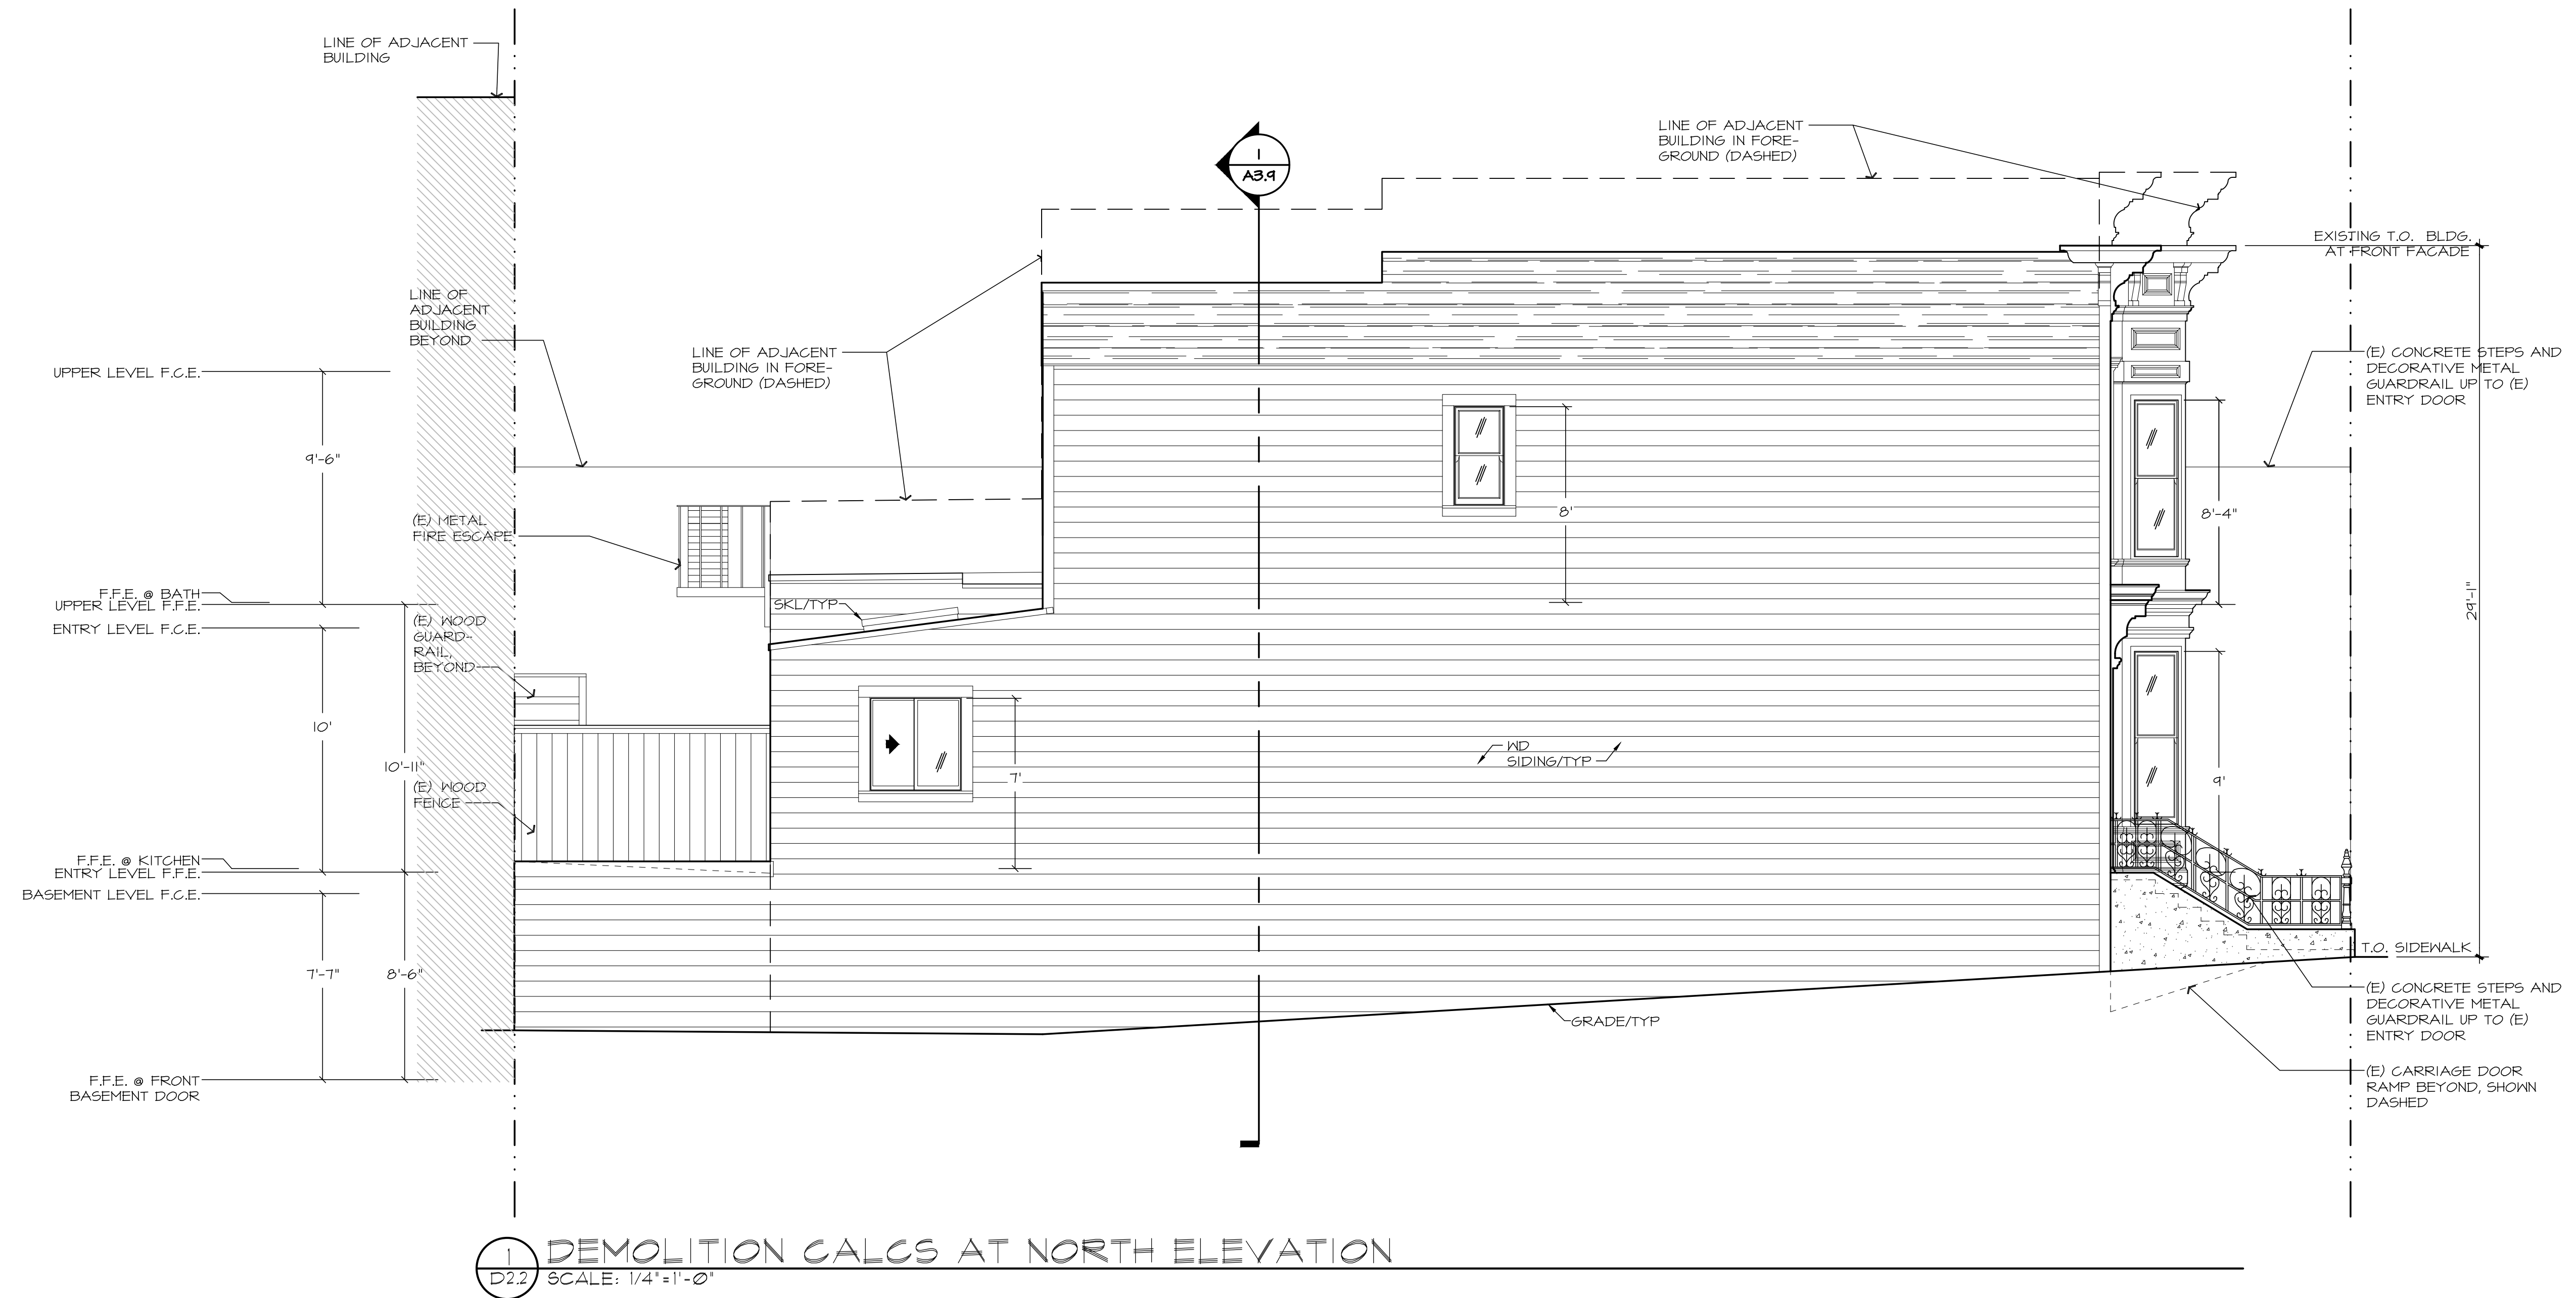 LINE OF ADJACENT
BUILDING
1
A3.9
LINE OF ADJACENT
BUILDING IN FORE-
GROUND (DASHED)
EXISTING T.O. BLDG.
AT FRONT FACADE
LINE OF
ADJACENT
BUILDING
BEYOND
LINE OF ADJACENT
BUILDING IN FORE-
GROUND (DASHED)
(E) CONCRETE STEPS AND
DECORATIVE METAL
GUARDRAIL UP TO (E)
ENTRY DOOR
UPPER LEVEL F.C.E.
9'-6"
(E) METAL
FIRE ESCAPE
8'
8'-4"
29'-1"
F.F.E. @ BATH
UPPER LEVEL F.F.E.
ENTRY LEVEL F.C.E.
(E) WOOD
GUARD-
RAIL,
BEYOND
SKL/TYP
10'
10'-11"
WD
SIDING/TYP
7'
9'
(E) WOOD
FENCE
F.F.E. @ KITCHEN
ENTRY LEVEL F.F.E.
BASEMENT LEVEL F.C.E.
7'-7"
8'-6"
T.O. SIDEWALK
(E) CONCRETE STEPS AND
DECORATIVE METAL
GUARDRAIL UP TO (E)
ENTRY DOOR
GRADE/TYP
F.F.E. @ FRONT
BASEMENT DOOR
(E) CARRIAGE DOOR
RAMP BEYOND, SHOWN
DASHED
1
D2.2
DEMOLITION CALCS AT NORTH ELEVATION
SCALE: 1/4"=1'-0"